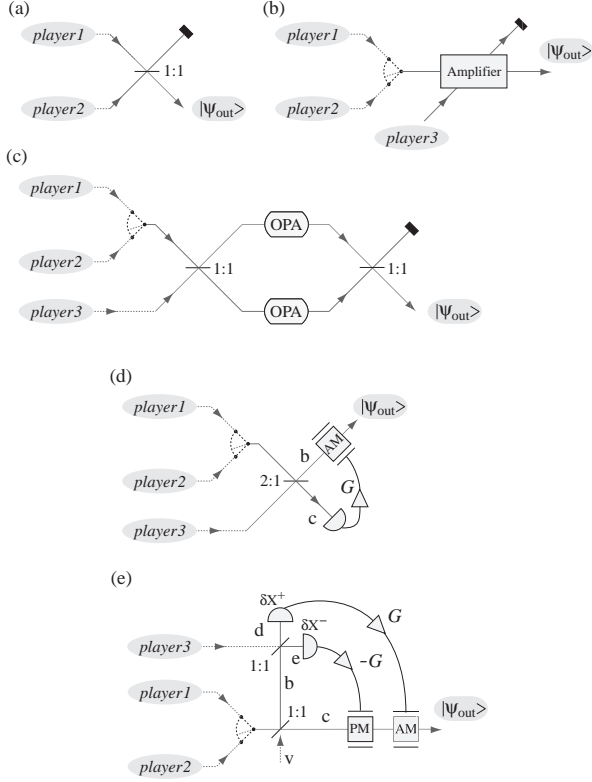 (a)
player1
1:1
player2
|ψout>
(b)
player1
Amplifier
|ψout>
player2
player3
(c)
player1
OPA
player2
1:1
1:1
player3
OPA
|ψout>
(d)
player1
|ψout>
AM
b
player2
2:1
G
player3
c
(e)
δX+
G
d
δX−
player3
e
-G
1:1
b
player1
1:1
c
PM
AM
|ψout>
player2
v